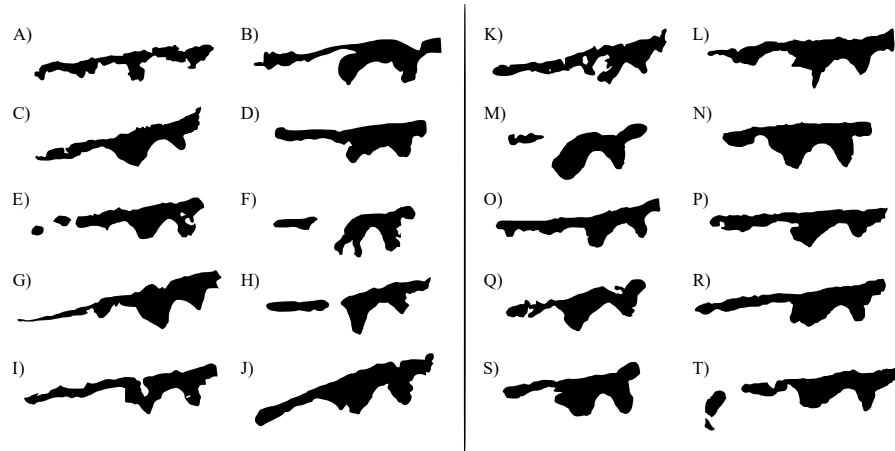 A) B) K) L)
C) D) M) N)
E) F) O) P)
G) H) Q) R)
I) J) S) T)